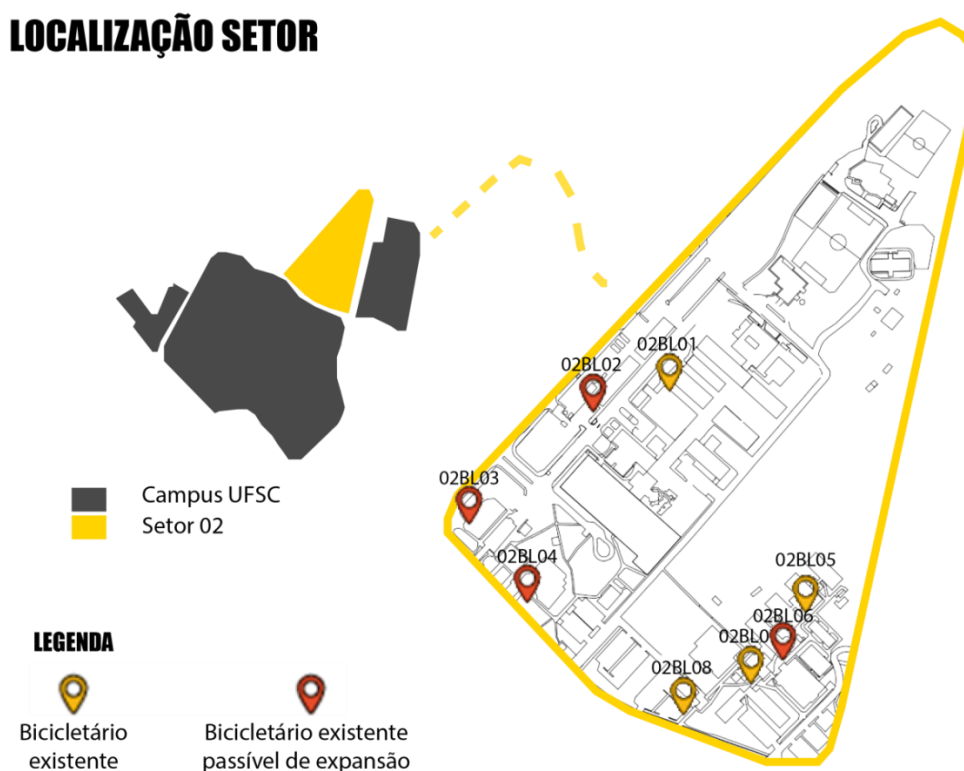 LOCALIZAÇÃO SETOR
02BL01
02BL02
02BL03
02BL04
02BL05
02BL06
02BL0
02BL08
Campus UFSC
Setor 02
LEGENDA
Bicicletário
existente
Bicicletário existente
passível de expansão